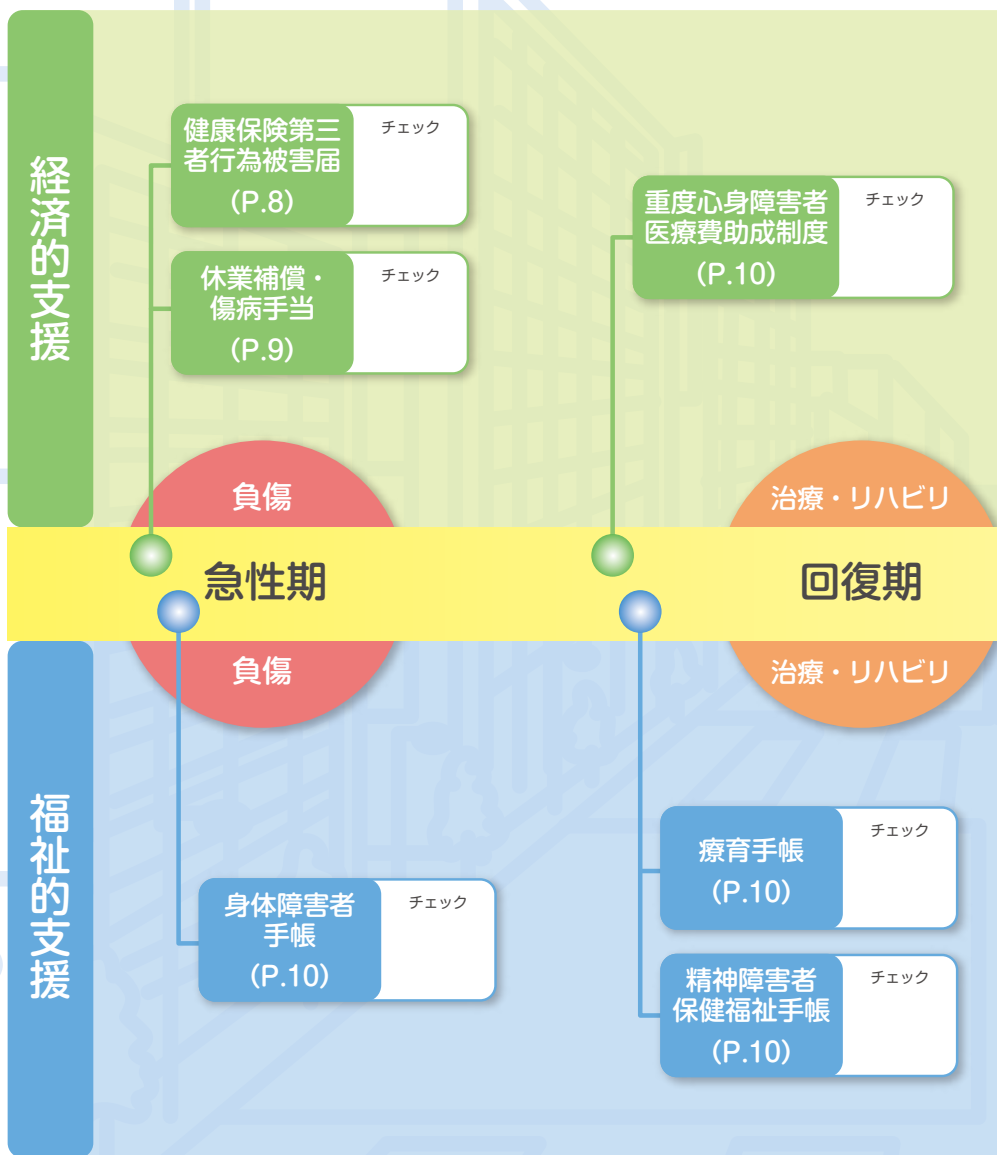 経済的支援
健康保険第三
者行為被害届
(P.8)
チェック
休業補償・
傷病手当
(P.9)
チェック
重度心身障害者
医療費助成制度
(P.10)
チェック
負傷
治療・リハビリ
急性期
回復期
負傷
治療・リハビリ
福祉的支援
身体障害者
手帳
(P.10)
チェック
療育手帳
(P.10)
チェック
精神障害者
保健福祉手帳
(P.10)
チェック